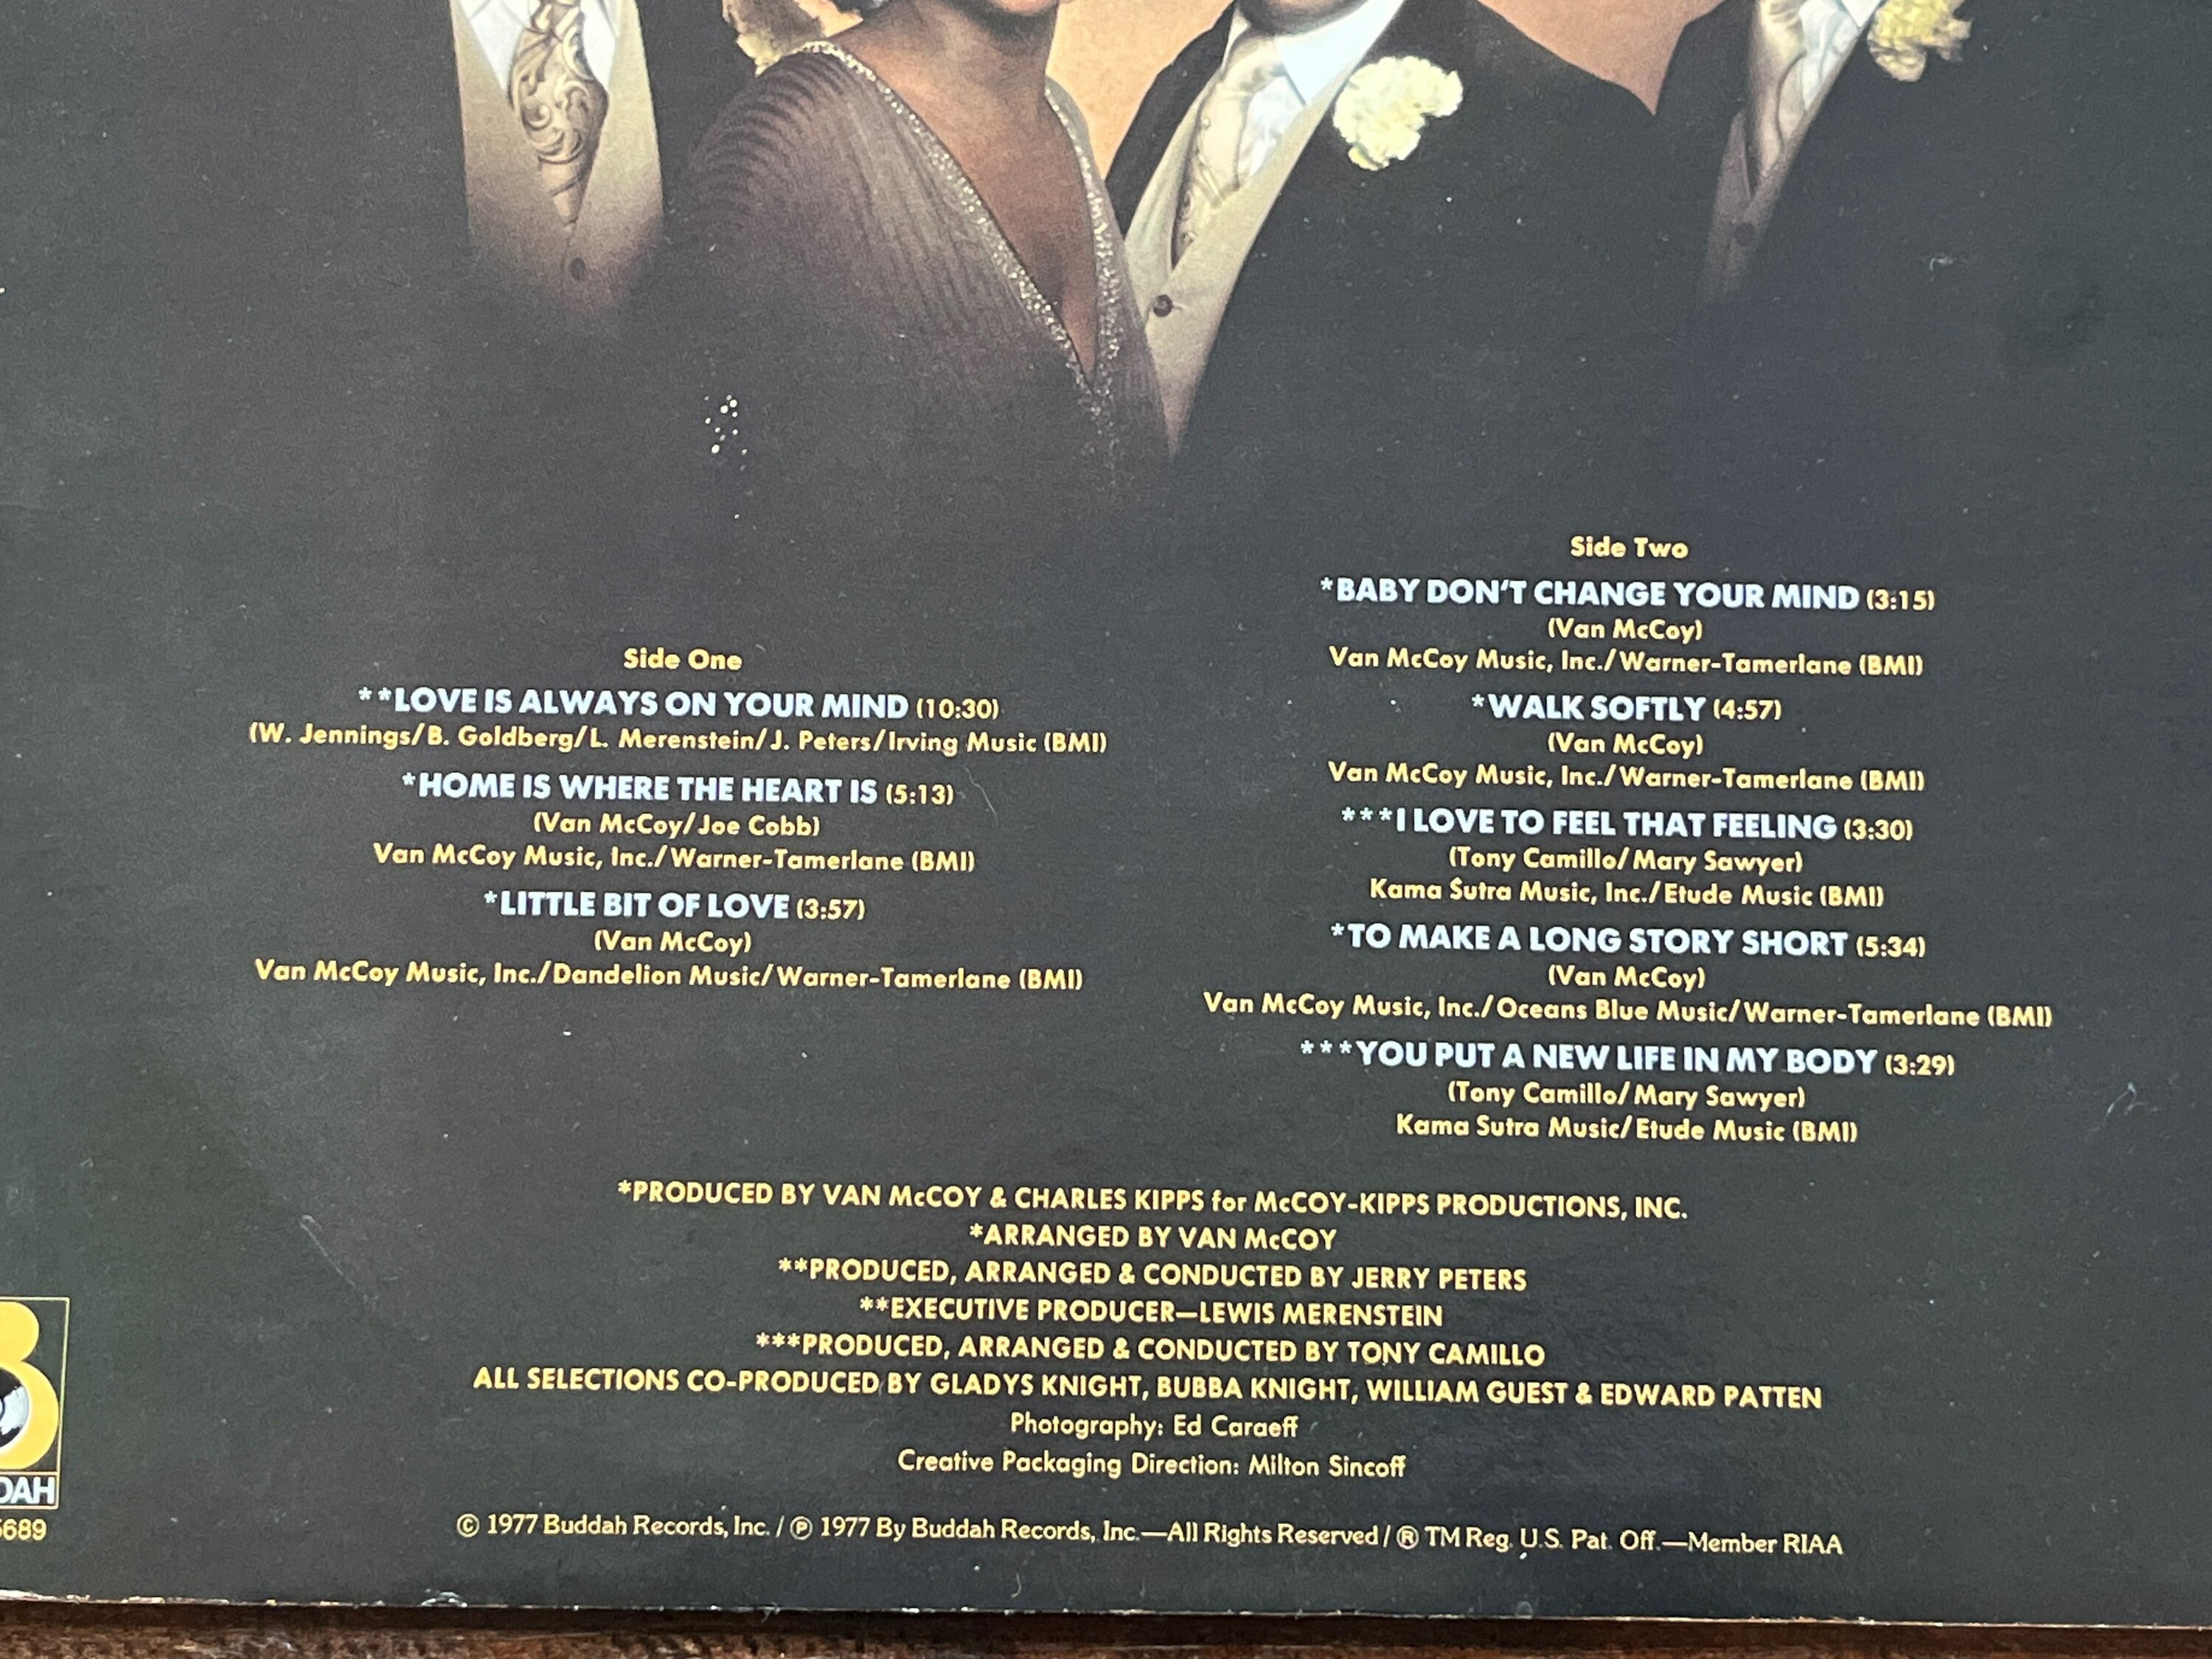 Side One
**LOVE IS ALWAYS ON YOUR MIND (10:30)
(W. Jennings/B. Goldberg/L. Merenstein/J. Peters/Irving Music (BMI)
*HOME IS WHERE THE HEART IS (5:13)
(Van McCoy/Joe Cobb)
Van McCoy Music, Inc./Warner-Tamerlane (BMI)
*LITTLE BIT OF LOVE (3:57)
(Van McCoy)
Van McCoy Music, Inc./Dandelion Music/Warner-Tamerlane (BMI)
Side Two
*BABY DON'T CHANGE YOUR MIND (3:15)
(Van McCoy)
Van McCoy Music, Inc./Warner-Tamerlane (BMI)
*WALK SOFTLY (4:57)
(Van McCoy)
Van McCoy Music, Inc./Warner-Tamerlane (BMI)
***I LOVE TO FEEL THAT FEELING (3:30)
(Tony Camillo/Mary Sawyer)
Kama Sutra Music, Inc./Etude Music (BMI)
*TO MAKE A LONG STORY SHORT (5:34)
(Van McCoy)
Van McCoy Music, Inc./Oceans Blue Music/Warner-Tamerlane (BMI)
***YOU PUT A NEW LIFE IN MY BODY (3:29)
(Tony Camillo/Mary Sawyer)
Kama Sutra Music/Etude Music (BMI)
*PRODUCED BY VAN McCOY & CHARLES KIPPS for McCOY-KIPPS PRODUCTIONS, INC.
*ARRANGED BY VAN McCOY
**PRODUCED, ARRANGED & CONDUCTED BY JERRY PETERS
**EXECUTIVE PRODUCER—LEWIS MERENSTEIN
***PRODUCED, ARRANGED & CONDUCTED BY TONY CAMILLO
ALL SELECTIONS CO-PRODUCED BY GLADYS KNIGHT, BUBBA KNIGHT, WILLIAM GUEST & EDWARD PATTEN
Photography: Ed Caraeff
Creative Packaging Direction: Milton Sincoff
B
DAH
5689
© 1977 Buddah Records, Inc. / ℗ 1977 By Buddah Records, Inc.—All Rights Reserved / ® TM Reg. U.S. Pat. Off.—Member RIAA